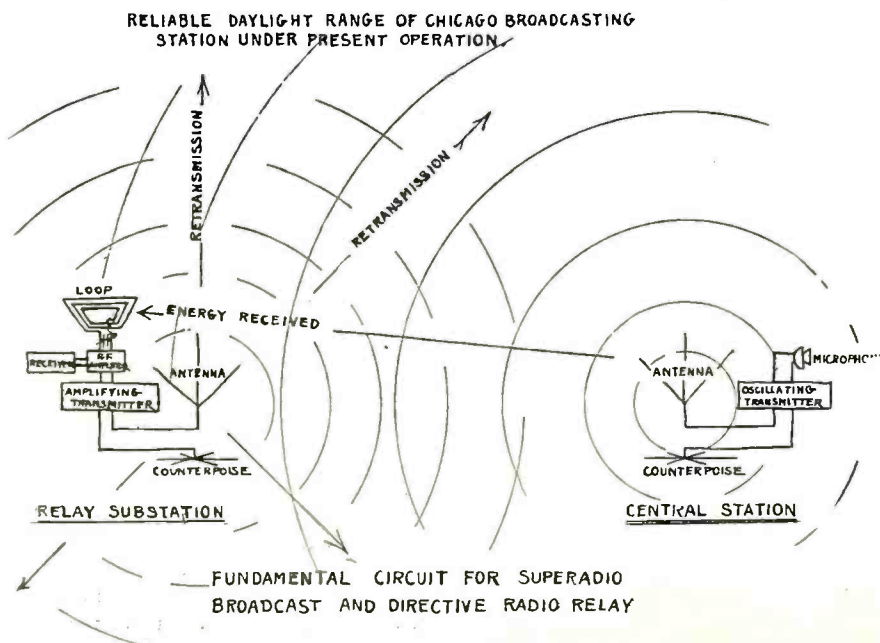 RELIABLE DAYLIGHT RANGE OF CHICAGO BROADCASTING
STATION UNDER PRESENT OPERATION.
RETRANSMISSION
RETRANSMISSION
LOOP
ENERGY RECEIVED
RECEIVER
R.F.
AMPLIFYING-
TRANSMITTER
ANTENNA
COUNTERPOISE
RELAY SUBSTATION
ANTENNA
MICROPHO
OSCILLATING
TRANSMITTER
COUNTERPOISE
CENTRAL STATION
FUNDAMENTAL CIRCUIT FOR SUPERADIO
BROADCAST AND DIRECTIVE RADIO RELAY